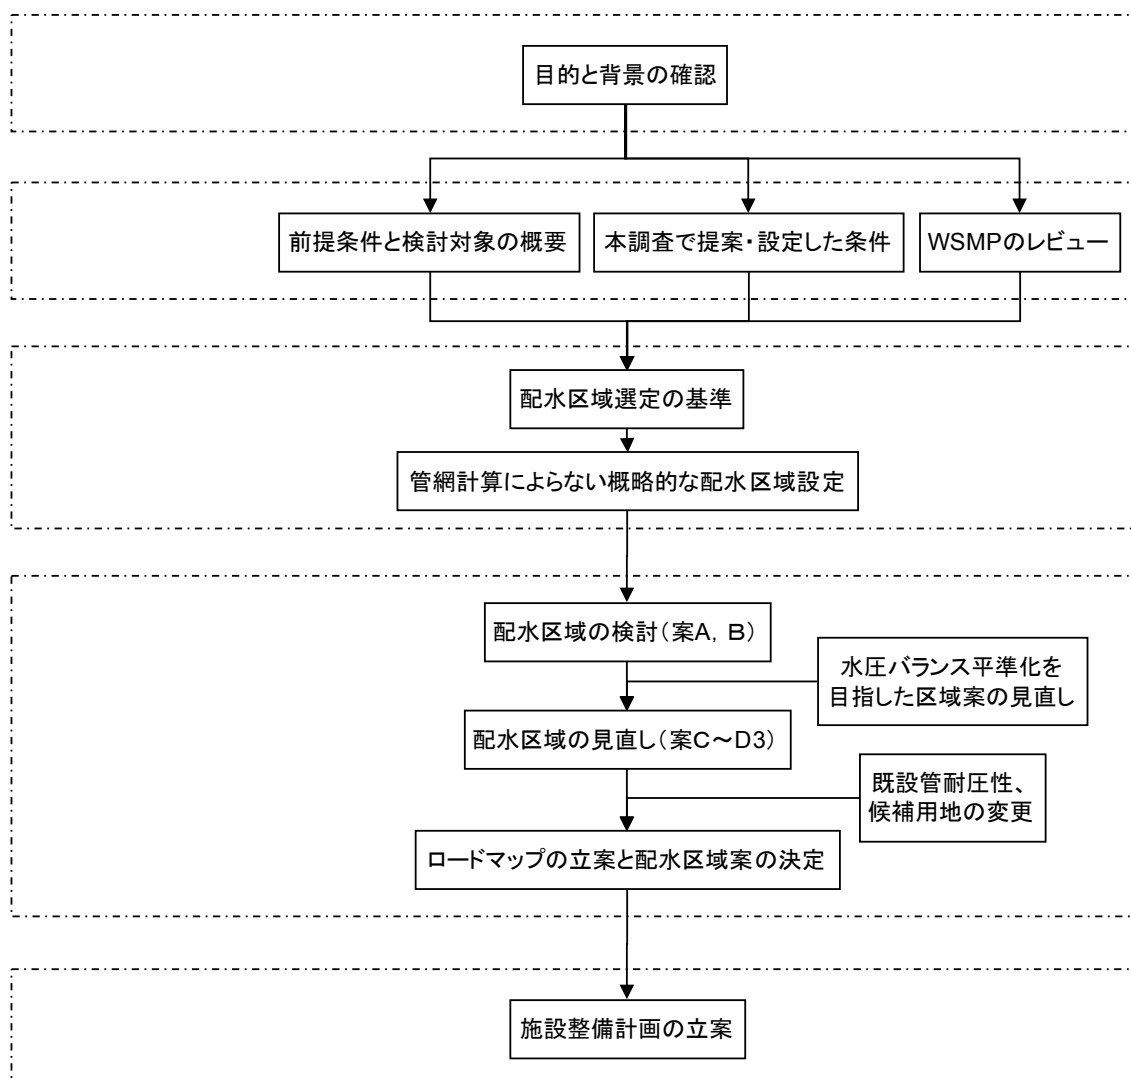 目的と背景の確認
前提条件と検討対象の概要
本調査で提案・設定した条件
WSMPのレビュー
配水区域選定の基準
管網計算によらない概略的な配水区域設定
配水区域の検討（案A, B）
水圧バランス平準化を
目指した区域案の見直し
配水区域の見直し（案C～D3）
既設管耐圧性、
候補用地の変更
ロードマップの立案と配水区域案の決定
施設整備計画の立案